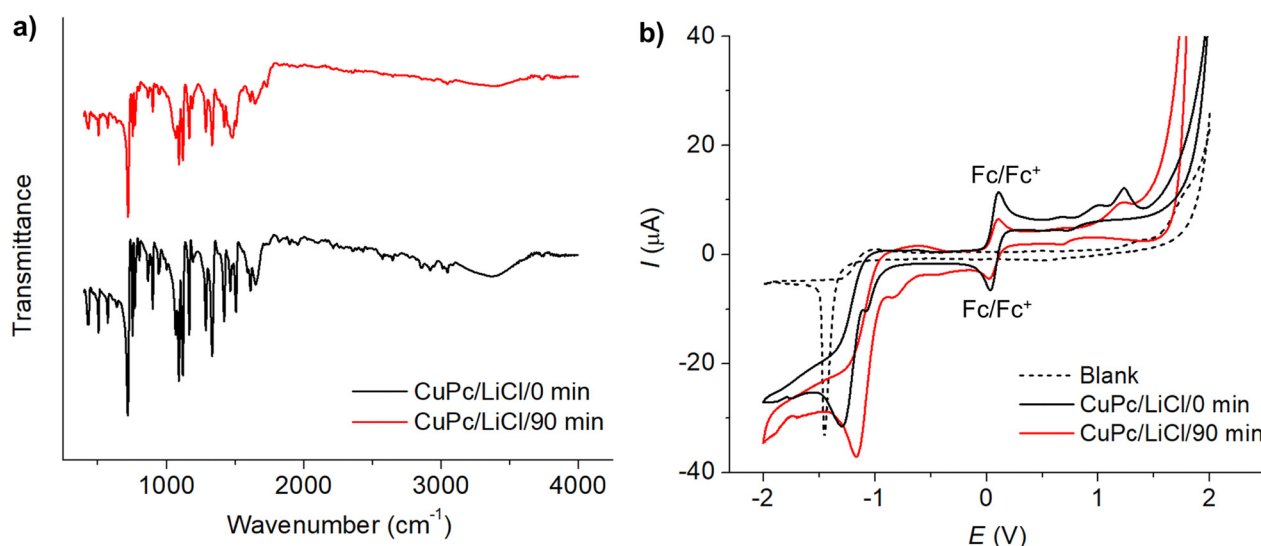 a)
Transmittance
CuPc/LiCl/0 min
CuPc/LiCl/90 min
1000
2000
3000
4000
Wavenumber (cm⁻¹)
b)
I (μA)
40
20
0
-20
-40
Fc/Fc⁺
Fc/Fc⁺
Blank
CuPc/LiCl/0 min
CuPc/LiCl/90 min
-2
-1
0
1
2
E (V)